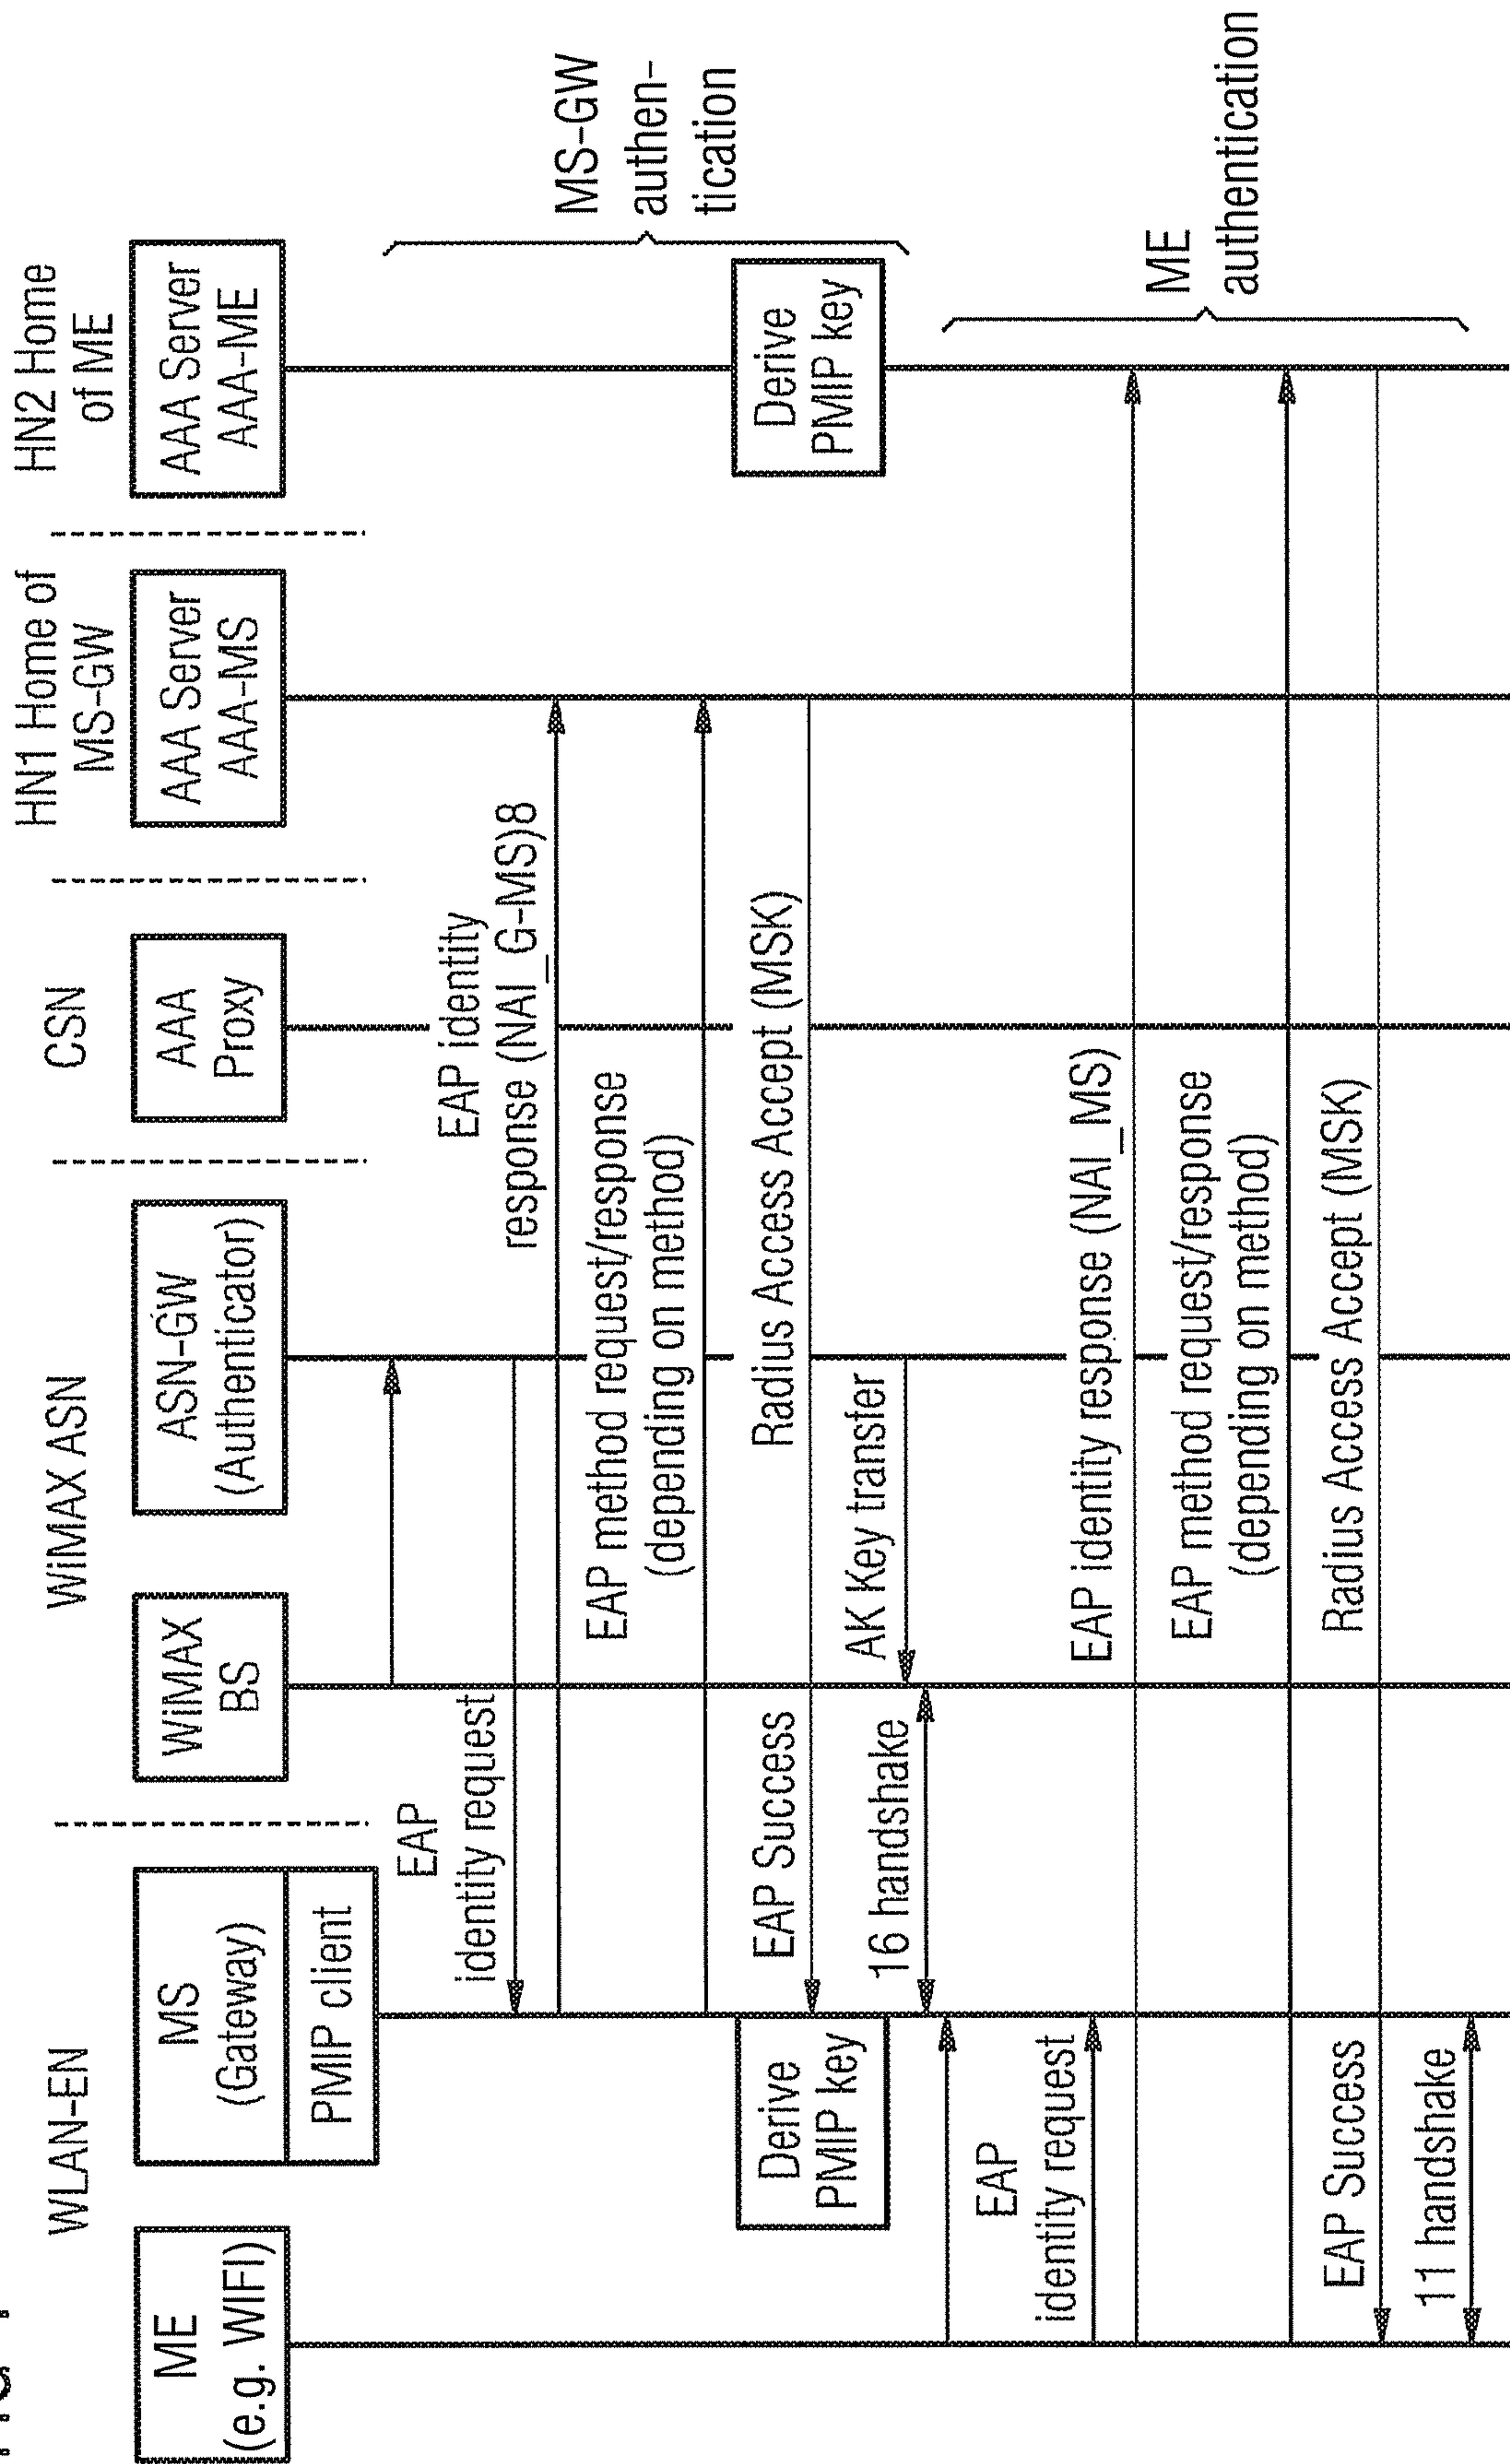 WLAN-EN
WiMAX ASN
CSN
HN1 Home of
MS-GW
HN2 Home
of ME
ME
(e.g. WIFI)
MS
(Gateway)
PMIP client
WiMAX
BS
ASN-GW
(Authenticator)
AAA
Proxy
AAA Server
AAA-MS
AAA Server
AAA-ME
EAP
identity request
EAP identity
response (NAI_G-MS)8
EAP method request/response
(depending on method)
EAP Success
Radius Access Accept (MSK)
Derive
PMIP key
Derive
PMIP key
AK Key transfer
16 handshake
MS-GW
authen-
tication
EAP
identity request
EAP identity response (NAI_MS)
EAP method request/response
(depending on method)
EAP Success
Radius Access Accept (MSK)
11 handshake
ME
authentication